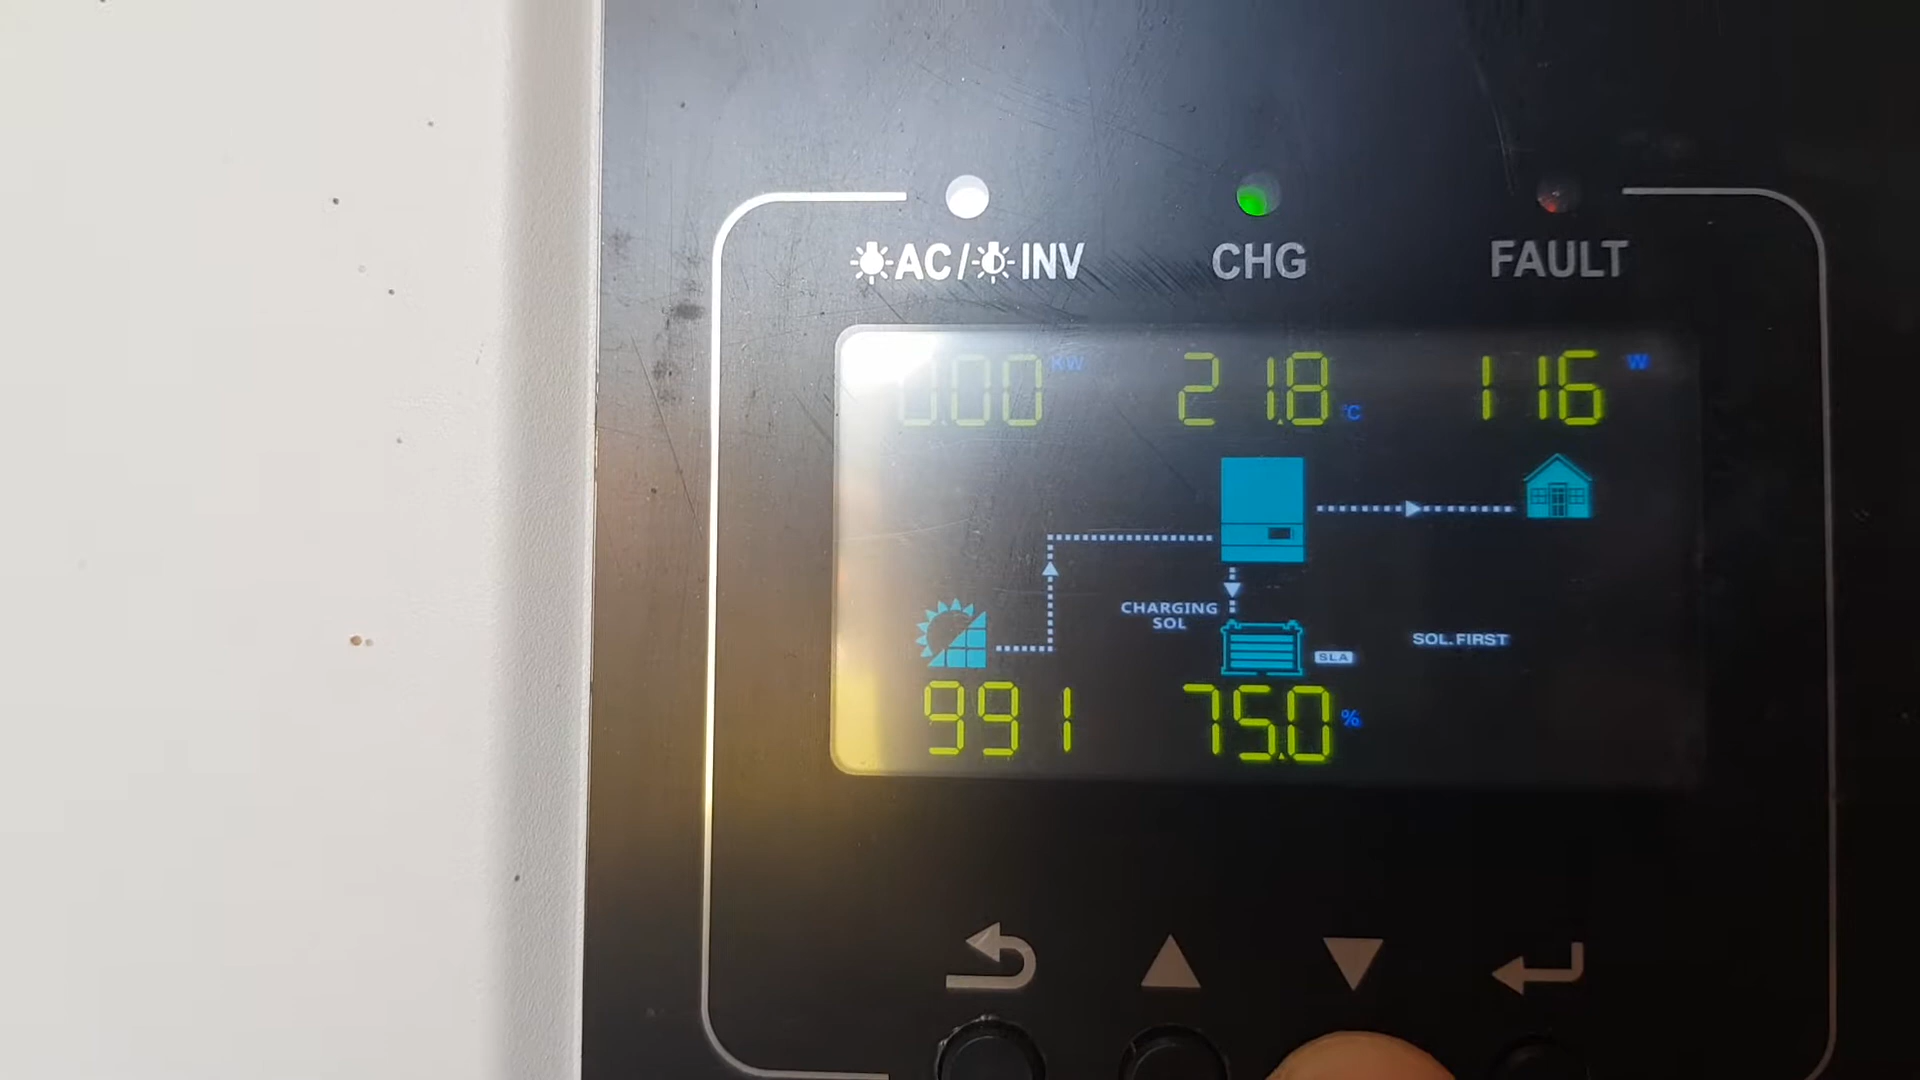 AC/ INV
CHG
FAULT
0.00 KW
21.8 °C
116 W
CHARGING
SOL
SLA
SOL.FIRST
991
75.0 %